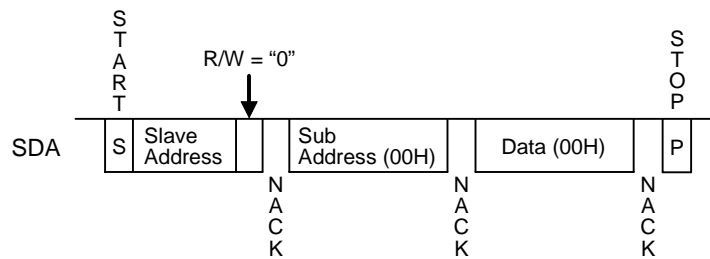 START
R/W = “0”
STOP
SDA
S
Slave
Address
Sub
Address (00H)
Data (00H)
P
NACK
NACK
NACK